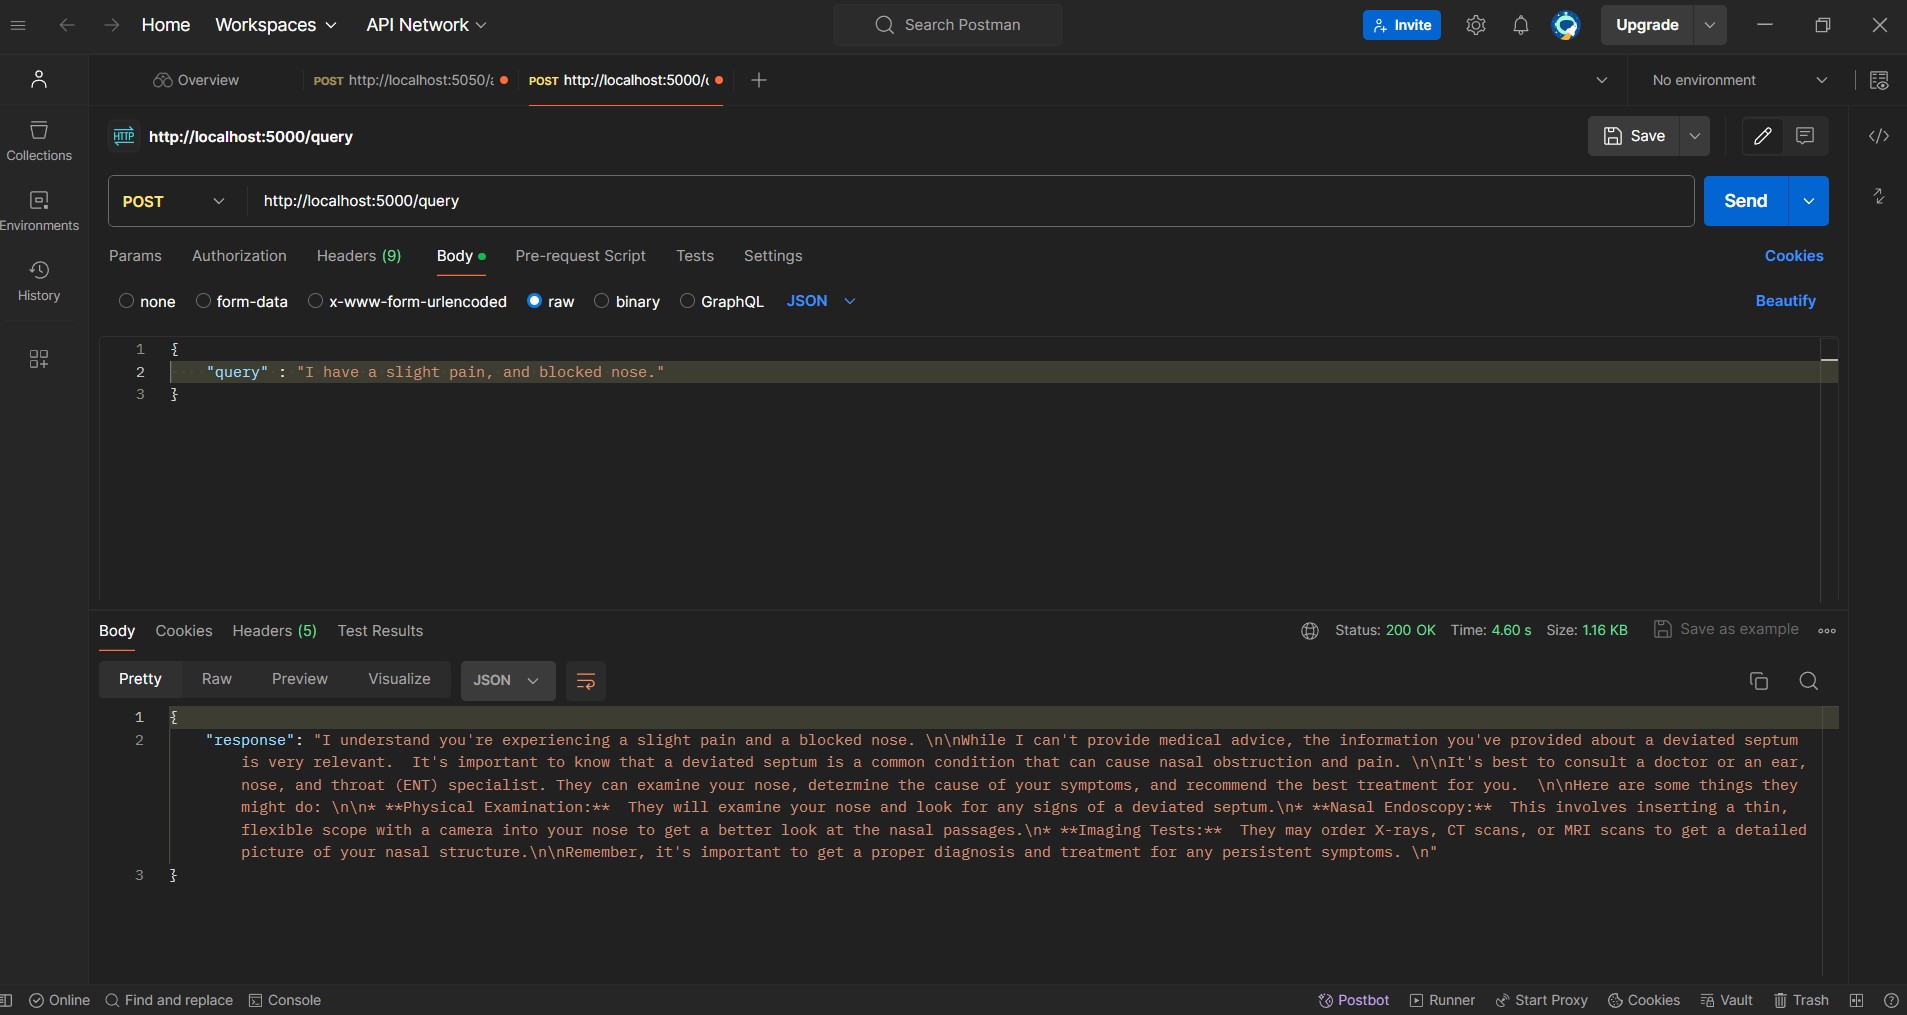 Home Workspaces API Network Search Postman Invite Upgrade
Overview POST http://localhost:5050/a POST http://localhost:5000/c No environment
HTTP http://localhost:5000/query Save
Collections
Environments
History
POST http://localhost:5000/query Send
Params Authorization Headers (9) Body Pre-request Script Tests Settings Cookies
none form-data x-www-form-urlencoded raw binary GraphQL JSON Beautify
1 {
2 "query" : "I have a slight pain, and blocked nose."
3 }
Body Cookies Headers (5) Test Results Status: 200 OK Time: 4.60 s Size: 1.16 KB Save as example
Pretty Raw Preview Visualize JSON
1 {
2 "response": "I understand you're experiencing a slight pain and a blocked nose. \n\nWhile I can't provide medical advice, the information you've provided about a deviated septum
is very relevant.  It's important to know that a deviated septum is a common condition that can cause nasal obstruction and pain. \n\nIt's best to consult a doctor or an ear,
nose, and throat (ENT) specialist. They can examine your nose, determine the cause of your symptoms, and recommend the best treatment for you.  \n\nHere are some things they
might do: \n\n* **Physical Examination:**  They will examine your nose and look for any signs of a deviated septum.\n* **Nasal Endoscopy:**  This involves inserting a thin,
flexible scope with a camera into your nose to get a better look at the nasal passages.\n* **Imaging Tests:**  They may order X-rays, CT scans, or MRI scans to get a detailed
picture of your nasal structure.\n\nRemember, it's important to get a proper diagnosis and treatment for any persistent symptoms. \n"
3 }
Online Find and replace Console Postbot Runner Start Proxy Cookies Vault Trash